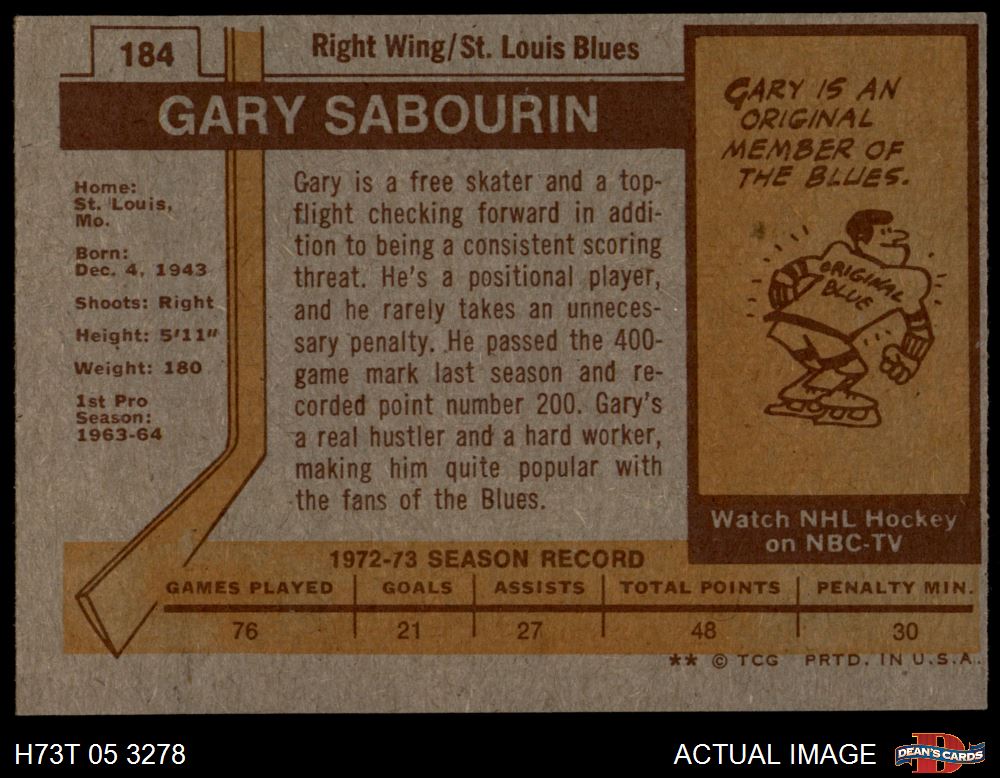 184
Right Wing/St. Louis Blues
GARY SABOURIN
Home:
St. Louis,
Mo.
Born:
Dec. 4, 1943
Shoots: Right
Height: 5'11"
Weight: 180
1st Pro
Season:
1963-64
Gary is a free skater and a top-
flight checking forward in addi-
tion to being a consistent scoring
threat. He's a positional player,
and he rarely takes an unneces-
sary penalty. He passed the 400-
game mark last season and re-
corded point number 200. Gary's
a real hustler and a hard worker,
making him quite popular with
the fans of the Blues.
GARY IS AN
ORIGINAL
MEMBER OF
THE BLUES.
ORIGINAL
BLUE
Watch NHL Hockey
on NBC-TV
1972-73 SEASON RECORD
GAMES PLAYED GOALS ASSISTS TOTAL POINTS PENALTY MIN.
76 21 27 48 30
** © TCG PRTD. IN U.S.A.
H73T 05 3278
ACTUAL IMAGE
DEAN'S CARDS